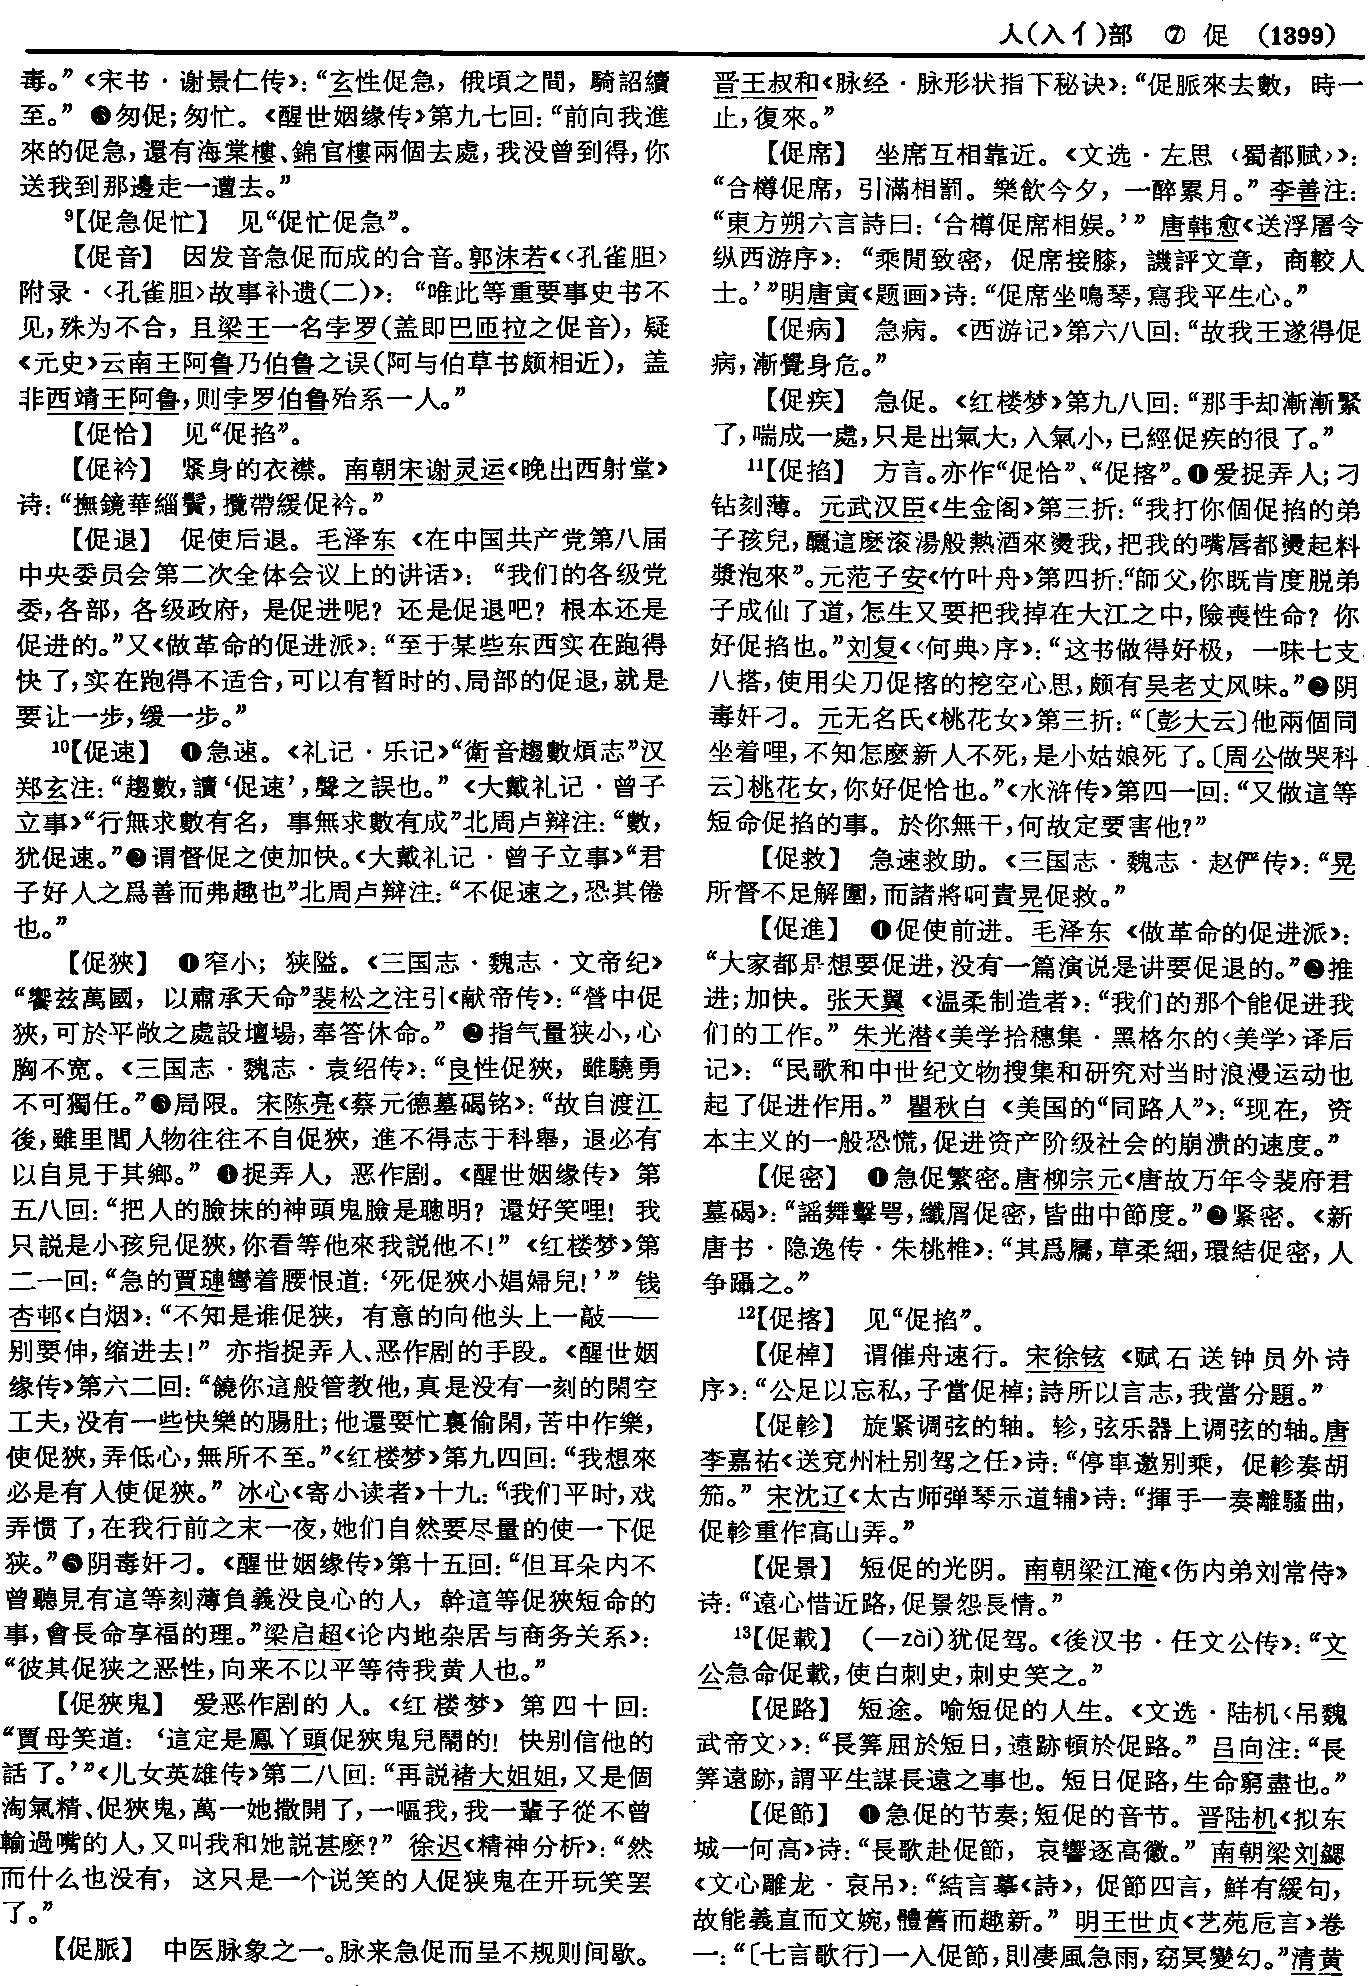 人(入亻)部 ⑦ 促 (1399)
毒。”《宋书·谢景仁传》：“玄性促急，俄頃之間，騎詔續
至。” ❸匆促；匆忙。《醒世姻缘传》第九七回：“前向我進
來的促急，還有海棠樓、錦官樓兩個去處，我没曾到得，你
送我到那邊走一遭去。”
⁹【促急促忙】 见“促忙促急”。
【促音】 因发音急促而成的合音。郭沫若《〈孔雀胆〉
附录·〈孔雀胆〉故事补遗(二)》：“唯此等重要事史书不
见，殊为不合，且梁王一名孛罗(盖即巴匝拉之促音)，疑
《元史》云南王阿鲁乃伯鲁之误(阿与伯草书颇相近)，盖
非西靖王阿鲁，则孛罗伯鲁殆系一人。”
【促恰】 见“促掐”。
【促衿】 紧身的衣襟。南朝宋谢灵运《晚出西射堂》
诗：“撫鏡華緇鬢，攬帶緩促衿。”
【促退】 促使后退。毛泽东《在中国共产党第八届
中央委员会第二次全体会议上的讲话》：“我们的各级党
委，各部，各级政府，是促进呢？还是促退吧？根本还是
促进的。”又《做革命的促进派》：“至于某些东西实在跑得
快了，实在跑得不适合，可以有暂时的、局部的促退，就是
要让一步，缓一步。”
¹⁰【促速】 ❶急速。《礼记·乐记》“衛音趨數煩志”汉
郑玄注：“趨數，讀‘促速’，聲之誤也。”《大戴礼记·曾子
立事》“行無求數有名，事無求數有成”北周卢辩注：“數，
犹促速。”❷谓督促之使加快。《大戴礼记·曾子立事》“君
子好人之爲善而弗趣也”北周卢辩注：“不促速之，恐其倦
也。”
【促狹】 ❶窄小；狭隘。《三国志·魏志·文帝纪》
“饗兹萬國，以肅承天命”裴松之注引《献帝传》：“營中促
狹，可於平敞之處設壇場，奉答休命。” ❷指气量狭小，心
胸不宽。《三国志·魏志·袁绍传》：“良性促狹，雖驍勇
不可獨任。”❸局限。宋陈亮《蔡元德墓碣铭》：“故自渡江
後，雖里閭人物往往不自促狹，進不得志于科舉，退必有
以自見于其鄉。” ❹捉弄人，恶作剧。《醒世姻缘传》第
五八回：“把人的臉抹的神頭鬼臉是聰明？還好笑哩！我
只説是小孩兒促狹，你看等他來我説他不！”《红楼梦》第
二一回：“急的賈璉彎着腰恨道：‘死促狹小娼婦兒！’” 钱
杏邨《白烟》：“不知是谁促狭，有意的向他头上一敲——
别要伸，缩进去！” 亦指捉弄人、恶作剧的手段。《醒世姻
缘传》第六二回：“饒你這般管教他，真是没有一刻的閑空
工夫，没有一些快樂的腸肚；他還要忙裏偷閑，苦中作樂，
使促狹，弄低心，無所不至。”《红楼梦》第九四回：“我想來
必是有人使促狹。” 冰心《寄小读者》十九：“我们平时，戏
弄惯了，在我行前之末一夜，她们自然要尽量的使一下促
狭。”❺阴毒奸刁。《醒世姻缘传》第十五回：“但耳朵内不
曾聽見有這等刻薄負義没良心的人，幹這等促狹短命的
事，會長命享福的理。”梁启超《论内地杂居与商务关系》：
“彼其促狭之恶性，向来不以平等待我黄人也。”
【促狹鬼】 爱恶作剧的人。《红楼梦》第四十回：
“賈母笑道：‘這定是鳳丫頭促狹鬼兒鬧的！快别信他的
話了。’”《儿女英雄传》第二八回：“再説褚大姐姐，又是個
淘氣精、促狹鬼，萬一她撒開了，一嘔我，我一輩子從不曾
輸過嘴的人，又叫我和她説甚麽？” 徐迟《精神分析》：“然
而什么也没有，这只是一个说笑的人促狭鬼在开玩笑罢
了。”
【促脈】 中医脉象之一。脉来急促而呈不规则间歇。
晋王叔和《脉经·脉形状指下秘诀》：“促脈來去數，時一
止，復來。”
【促席】 坐席互相靠近。《文选·左思〈蜀都赋〉》：
“合樽促席，引滿相罰。樂飲今夕，一醉累月。” 李善注：
“東方朔六言詩曰：‘合樽促席相娱。’” 唐韩愈《送浮屠令
纵西游序》：“乘閒致密，促席接膝，譏評文章，商較人
士。’”明唐寅《题画》诗：“促席坐鳴琴，寫我平生心。”
【促病】 急病。《西游记》第六八回：“故我王遂得促
病，漸覺身危。”
【促疾】 急促。《红楼梦》第九八回：“那手却漸漸緊
了，喘成一處，只是出氣大，入氣小，已經促疾的很了。”
¹¹【促掐】 方言。亦作“促恰”、“促揢”。❶爱捉弄人；刁
钻刻薄。元武汉臣《生金阁》第三折：“我打你個促掐的弟
子孩兒，釃這麽滚湯般熱酒來燙我，把我的嘴唇都燙起料
漿泡來”。元范子安《竹叶舟》第四折：“師父，你既肯度脱弟
子成仙了道，怎生又要把我掉在大江之中，險喪性命？你
好促掐也。”刘复《〈何典〉序》：“这书做得好极，一味七支
八搭，使用尖刀促揢的挖空心思，颇有吴老丈风味。”❷阴
毒奸刁。元无名氏《桃花女》第三折：“〔彭大云〕他兩個同
坐着哩，不知怎麽新人不死，是小姑娘死了。〔周公做哭科
云〕桃花女，你好促恰也。”《水浒传》第四一回：“又做這等
短命促掐的事。於你無干，何故定要害他？”
【促救】 急速救助。《三国志·魏志·赵俨传》：“晃
所督不足解圍，而諸將呵責晃促救。”
【促進】 ❶促使前进。毛泽东《做革命的促进派》：
“大家都是想要促进，没有一篇演说是讲要促退的。”❷推
进；加快。张天翼《温柔制造者》：“我们的那个能促进我
们的工作。” 朱光潜《美学拾穗集·黑格尔的〈美学〉译后
记》：“民歌和中世纪文物搜集和研究对当时浪漫运动也
起了促进作用。” 瞿秋白《美国的“同路人”》：“现在，资
本主义的一般恐慌，促进资产阶级社会的崩溃的速度。”
【促密】 ❶急促繁密。唐柳宗元《唐故万年令裴府君
墓碣》：“謡舞擊咢，纖屑促密，皆曲中節度。”❷紧密。《新
唐书·隐逸传·朱桃椎》：“其爲屩，草柔細，環結促密，人
争躡之。”
¹²【促揢】 见“促掐”。
【促棹】 谓催舟速行。宋徐铉《赋石送钟员外诗
序》：“公足以忘私，子當促棹；詩所以言志，我當分題。”
【促軫】 旋紧调弦的轴。轸，弦乐器上调弦的轴。唐
李嘉祐《送兖州杜别驾之任》诗：“停車邀别乘，促軫奏胡
笳。” 宋沈辽《太古师弹琴示道辅》诗：“揮手一奏離騷曲，
促軫重作高山弄。”
【促景】 短促的光阴。南朝梁江淹《伤内弟刘常侍》
诗：“遠心惜近路，促景怨長情。”
¹³【促載】 (—zài)犹促驾。《後汉书·任文公传》：“文
公急命促載，使白刺史，刺史笑之。”
【促路】 短途。喻短促的人生。《文选·陆机〈吊魏
武帝文〉》：“長筭屈於短日，遠跡頓於促路。” 吕向注：“長
筭遠跡，謂平生謀長遠之事也。短日促路，生命窮盡也。”
【促節】 ❶急促的节奏；短促的音节。晋陆机《拟东
城一何高》诗：“長歌赴促節，哀響逐高徽。” 南朝梁刘勰
《文心雕龙·哀吊》：“結言摹《詩》，促節四言，鮮有緩句，
故能義直而文婉，體舊而趣新。” 明王世贞《艺苑卮言》卷
一：“〔七言歌行〕一入促節，則凄風急雨，窈冥變幻。”清黄